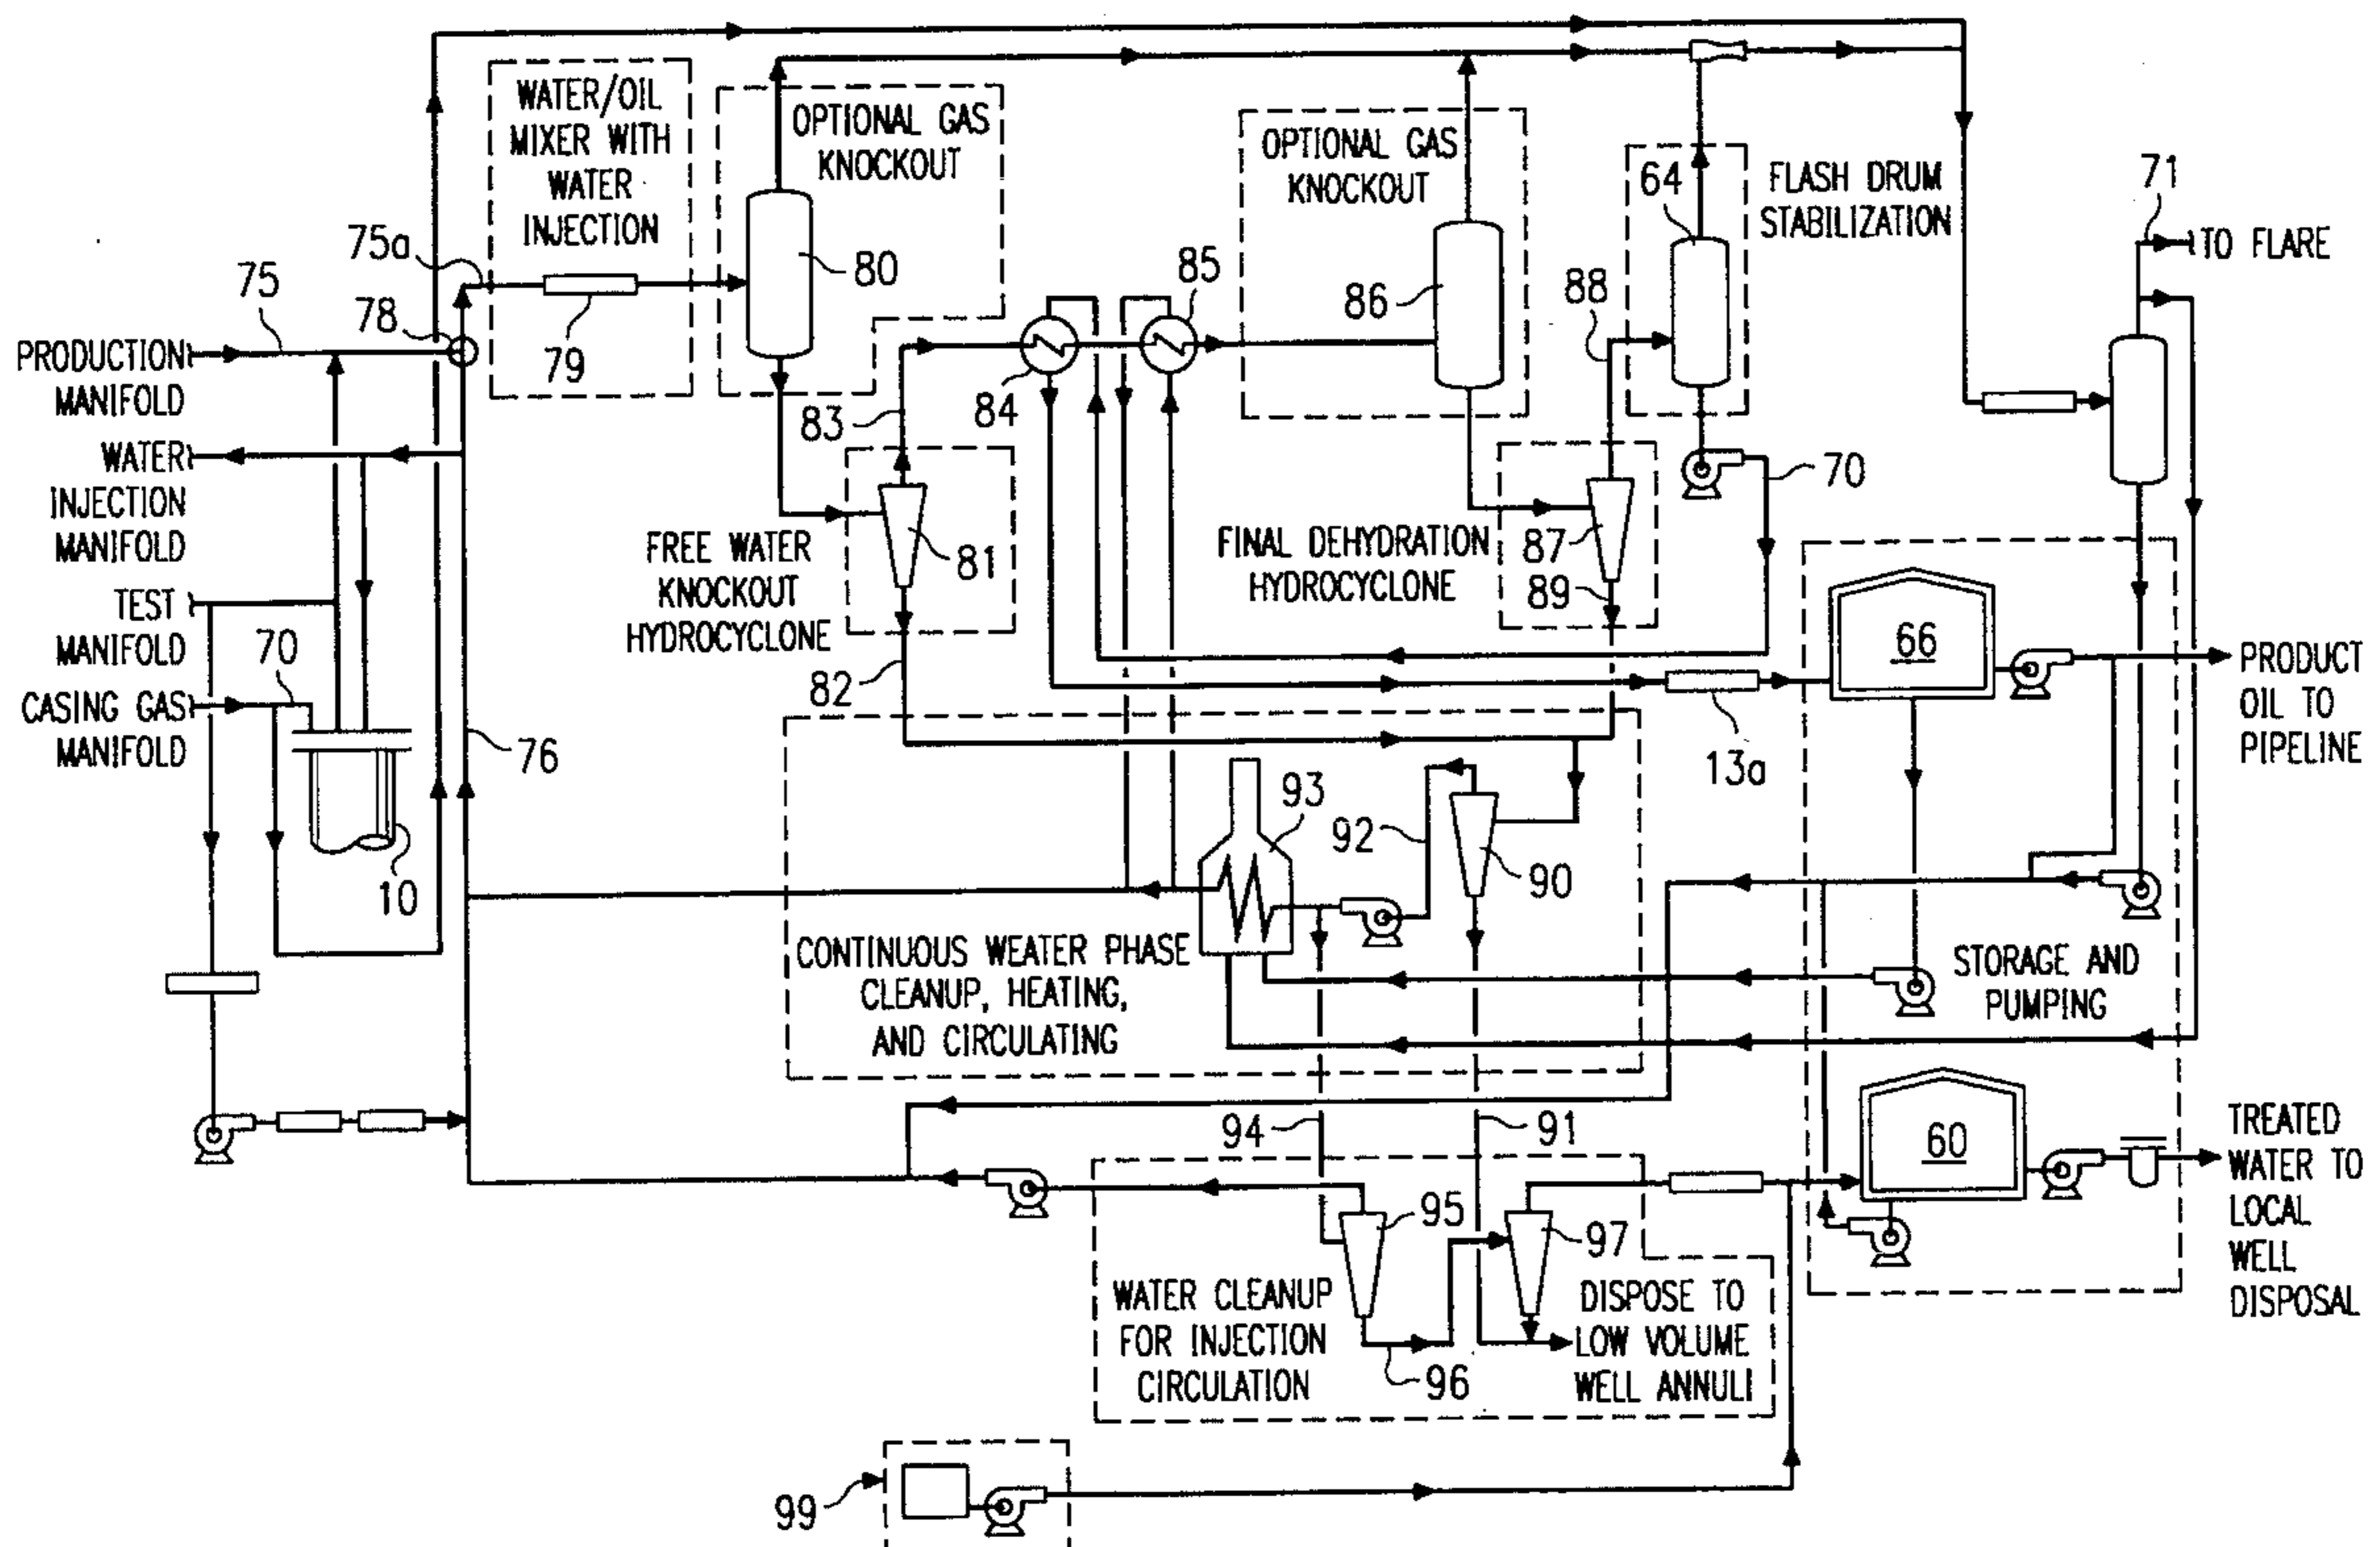 WATER/OIL
MIXER WITH
WATER
INJECTION
OPTIONAL GAS
KNOCKOUT
OPTIONAL GAS
KNOCKOUT
64
FLASH DRUM
STABILIZATION
71
TO FLARE
75a
75
78
79
80
85
86
88
PRODUCTION
MANIFOLD
83
84
WATER
INJECTION
MANIFOLD
70
FREE WATER
KNOCKOUT
HYDROCYCLONE
81
FINAL DEHYDRATION
HYDROCYCLONE
87
89
TEST
MANIFOLD
70
82
66
PRODUCT
OIL TO
PIPELINE
CASING GAS
MANIFOLD
76
13a
93
92
90
10
CONTINUOUS WEATER PHASE
CLEANUP, HEATING,
AND CIRCULATING
STORAGE AND
PUMPING
94
91
60
TREATED
WATER TO
LOCAL
WELL
DISPOSAL
95
97
WATER CLEANUP
FOR INJECTION
CIRCULATION
96
DISPOSE TO
LOW VOLUME
WELL ANNULI
99